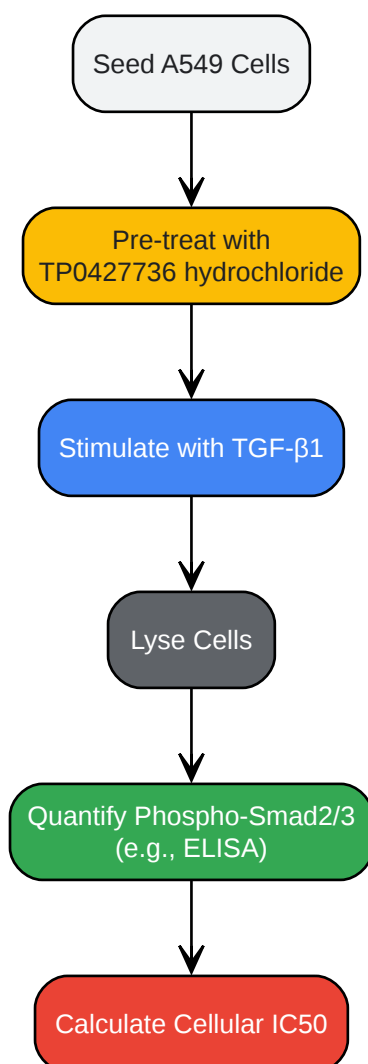 Seed A549 Cells
Pre-treat with
TP0427736 hydrochloride
Stimulate with TGF-β1
Lyse Cells
Quantify Phospho-Smad2/3
(e.g., ELISA)
Calculate Cellular IC50